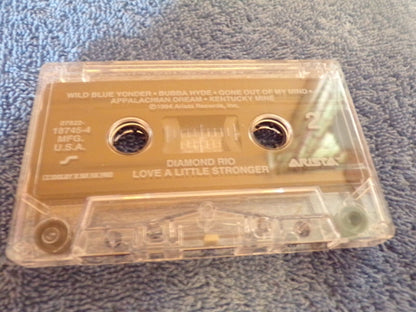 WILD BLUE YONDER • BUBBA HYDE • GONE OUT OF MY MIND •
APPALACHIAN DREAM • KENTUCKY MINE
©1994 Arista Records, Inc.
07822-
18745-4
MFG.
U.S.A.
2
DIAMOND RIO
LOVE A LITTLE STRONGER
ARISTA